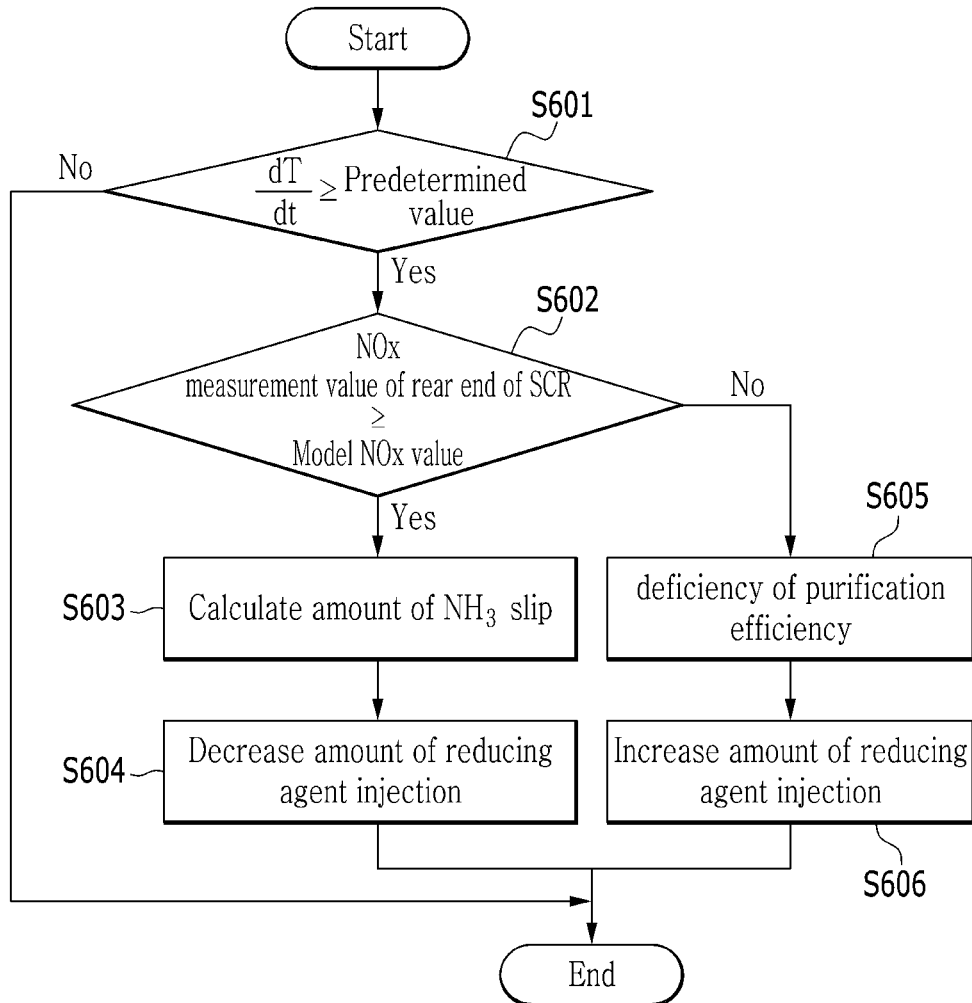 Start
S601
No
dT
dt
≥ Predetermined
value
Yes
S602
NOx
measurement value of rear end of SCR
≥
Model NOx value
No
Yes
S605
S603
Calculate amount of NH₃ slip
deficiency of purification
efficiency
S604
Decrease amount of reducing
agent injection
Increase amount of reducing
agent injection
S606
End